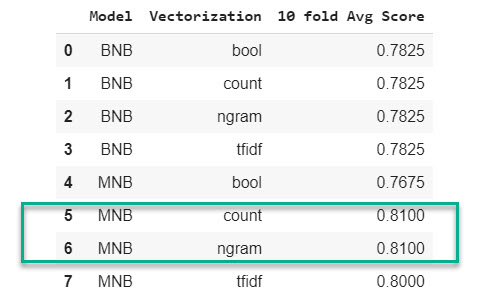 Model Vectorization 10 fold Avg Score
0 BNB bool 0.7825
1 BNB count 0.7825
2 BNB ngram 0.7825
3 BNB tfidf 0.7825
4 MNB bool 0.7675
5 MNB count 0.8100
6 MNB ngram 0.8100
7 MNB tfidf 0.8000